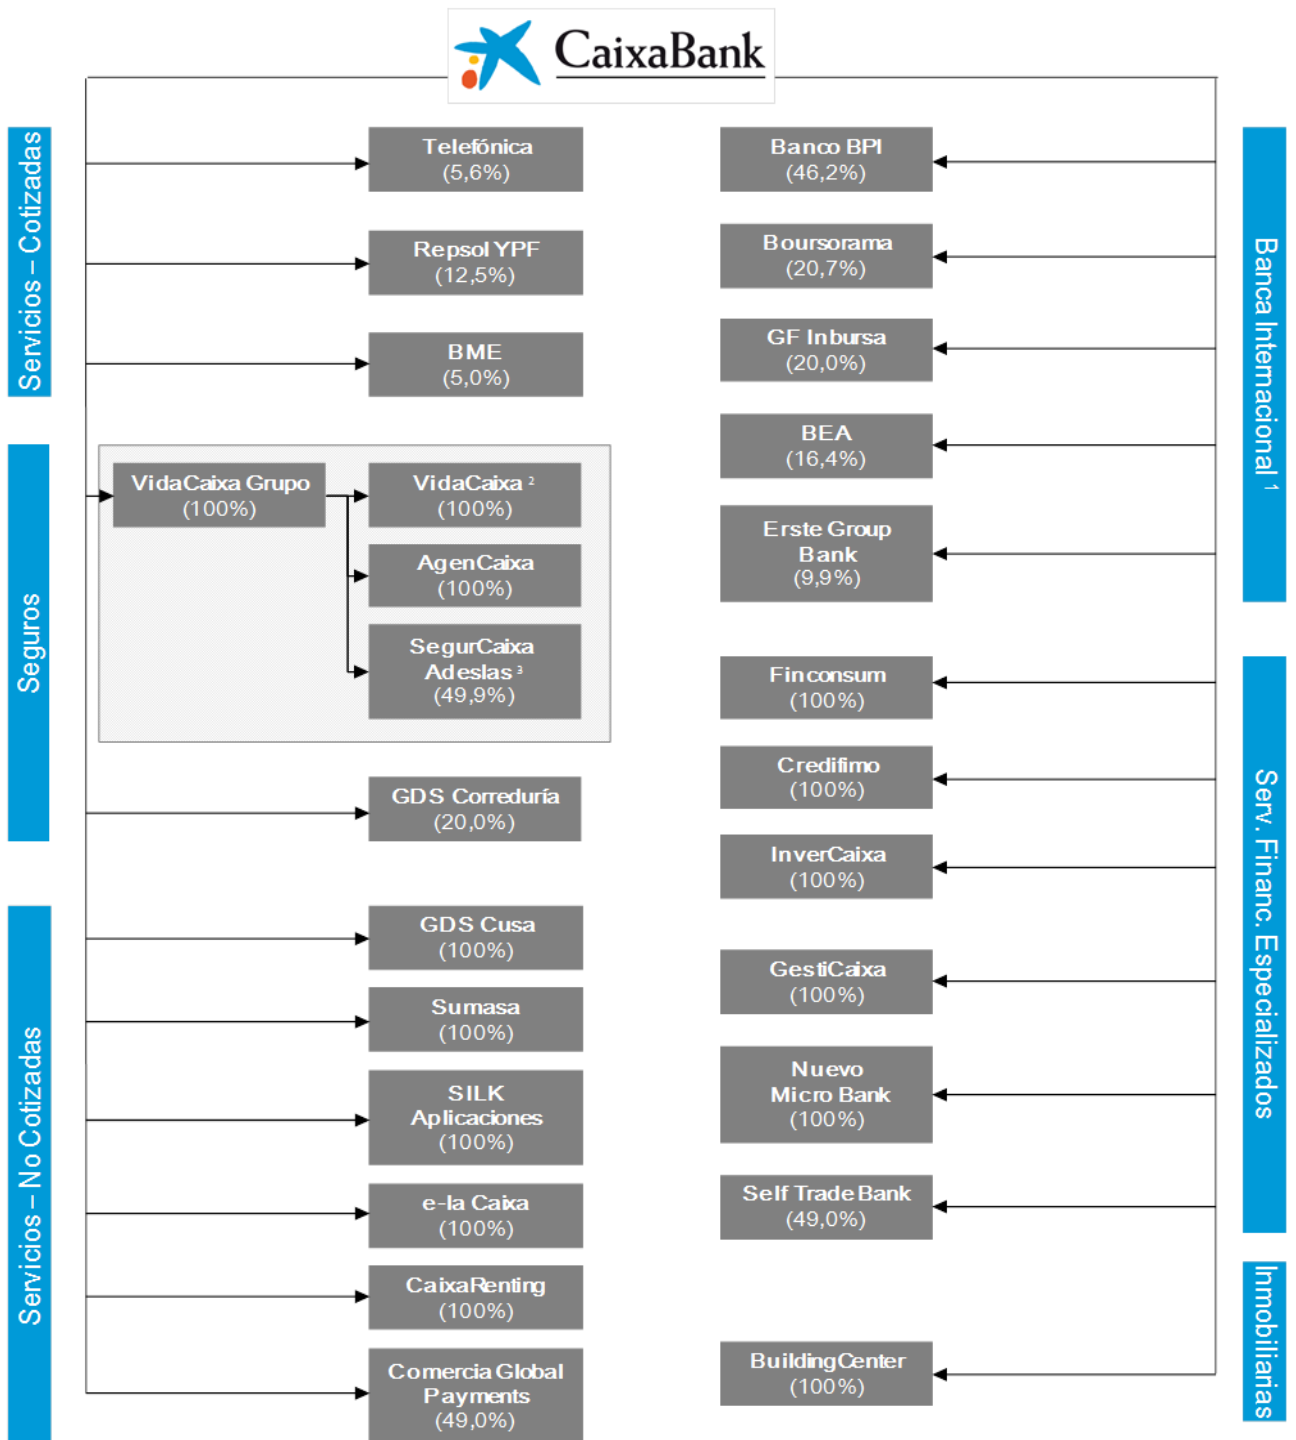 CaixaBank
Servicios – Cotizadas
Telefónica
(5,6%)
Repsol YPF
(12,5%)
BME
(5,0%)
Seguros
VidaCaixa Grupo
(100%)
VidaCaixa ²
(100%)
AgenCaixa
(100%)
SegurCaixa
Adeslas ³
(49,9%)
GDS Correduría
(20,0%)
Servicios – No Cotizadas
GDS Cusa
(100%)
Sumasa
(100%)
SILK
Aplicaciones
(100%)
e-la Caixa
(100%)
CaixaRenting
(100%)
Comercia Global
Payments
(49,0%)
Banca Internacional ¹
Banco BPI
(46,2%)
Boursorama
(20,7%)
GF Inbursa
(20,0%)
BEA
(16,4%)
Erste Group
Bank
(9,9%)
Serv. Financ. Especializados
Finconsum
(100%)
Credifimo
(100%)
InverCaixa
(100%)
GestiCaixa
(100%)
Nuevo
Micro Bank
(100%)
Self Trade Bank
(49,0%)
Inmobiliarias
BuildingCenter
(100%)